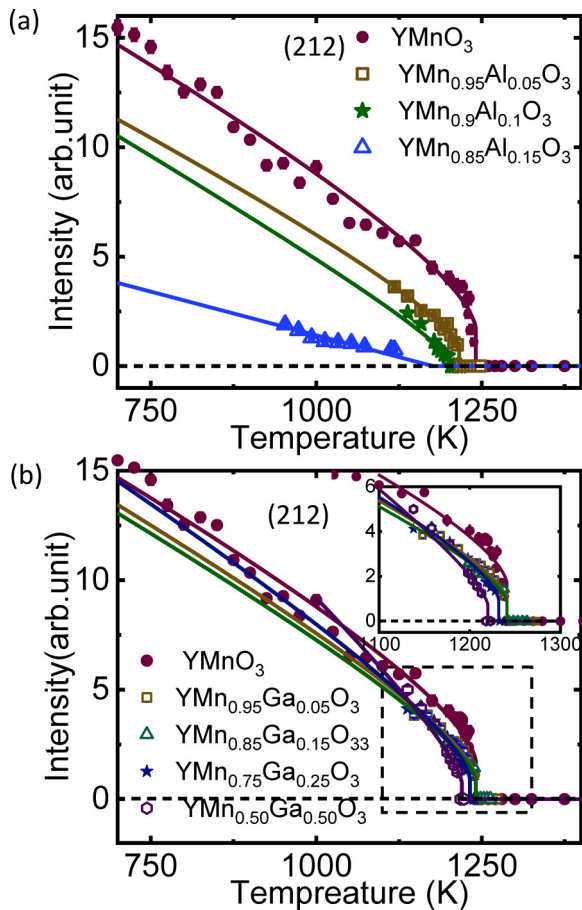 (a)
(212)
YMnO3
YMn0.95Al0.05O3
YMn0.9Al0.1O3
YMn0.85Al0.15O3
15
10
5
0
Intensity (arb.unit)
750 1000 1250
Temperature (K)
(b)
(212)
15
10
5
0
Intensity(arb.unit)
6
4
2
0
1100 1200 1300
YMnO3
YMn0.95Ga0.05O3
YMn0.85Ga0.15O33
YMn0.75Ga0.25O3
YMn0.50Ga0.50O3
750 1000 1250
Tempreature (K)